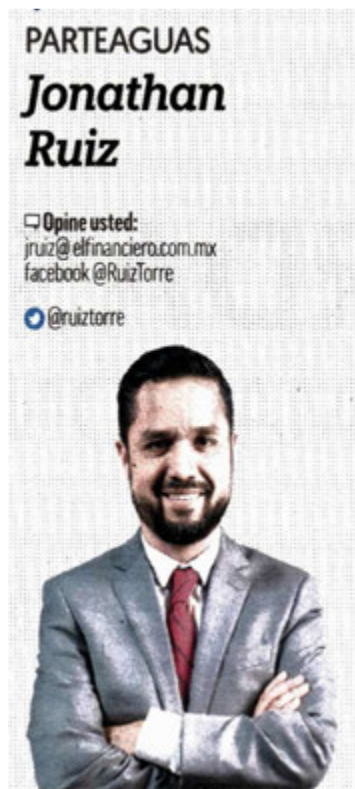 PARTEAGUAS
Jonathan
Ruiz
Opine usted:
jruiz@elfinanciero.com.mx
facebook @RuizTorre
@ruiztorre